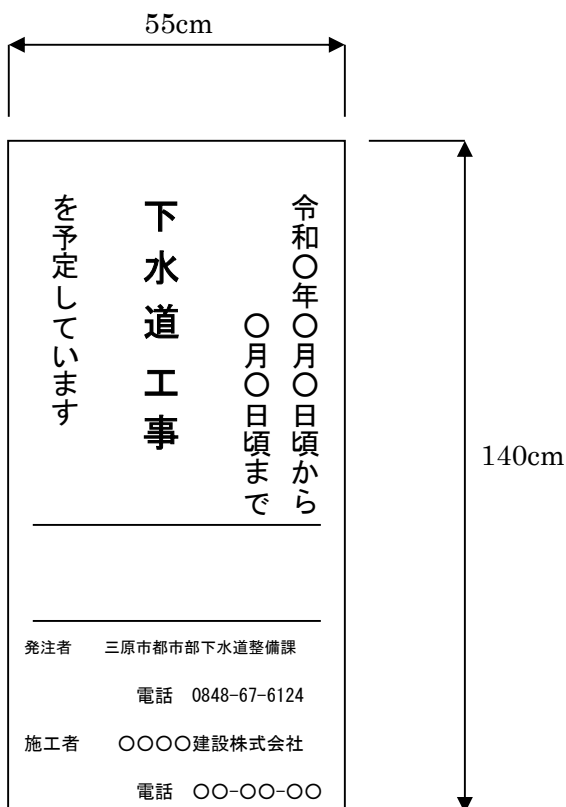 55cm
令和〇年〇月〇日頃から
〇月〇日頃まで
下水道工事
を予定しています
140cm
発注者 三原市都市部下水道整備課
電話 0848-67-6124
施工者 〇〇〇〇建設株式会社
電話 〇〇-〇〇-〇〇